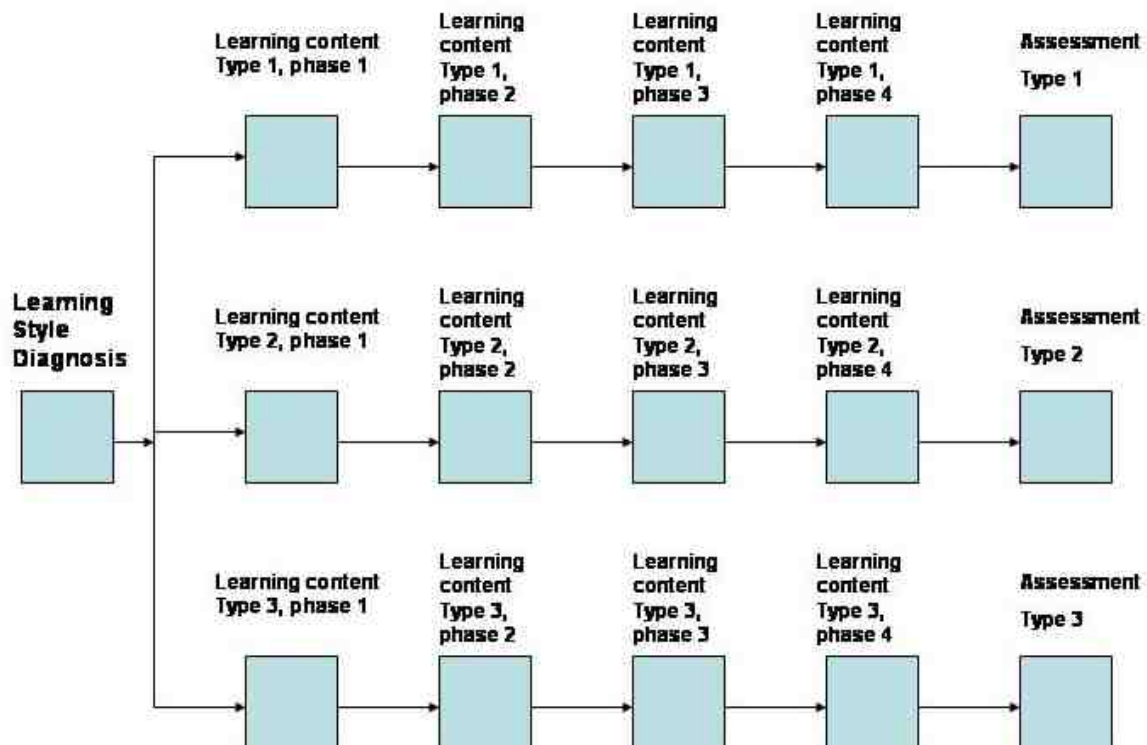 Learning content
Type 1, phase 1
Learning
content
Type 1,
phase 2
Learning
content
Type 1,
phase 3
Learning
content
Type 1,
phase 4
Assessment
Type 1
Learning
Style
Diagnosis
Learning content
Type 2, phase 1
Learning
content
Type 2,
phase 2
Learning
content
Type 2,
phase 3
Learning
content
Type 2,
phase 4
Assessment
Type 2
Learning content
Type 3, phase 1
Learning
content
Type 3,
phase 2
Learning
content
Type 3,
phase 3
Learning
content
Type 3,
phase 4
Assessment
Type 3